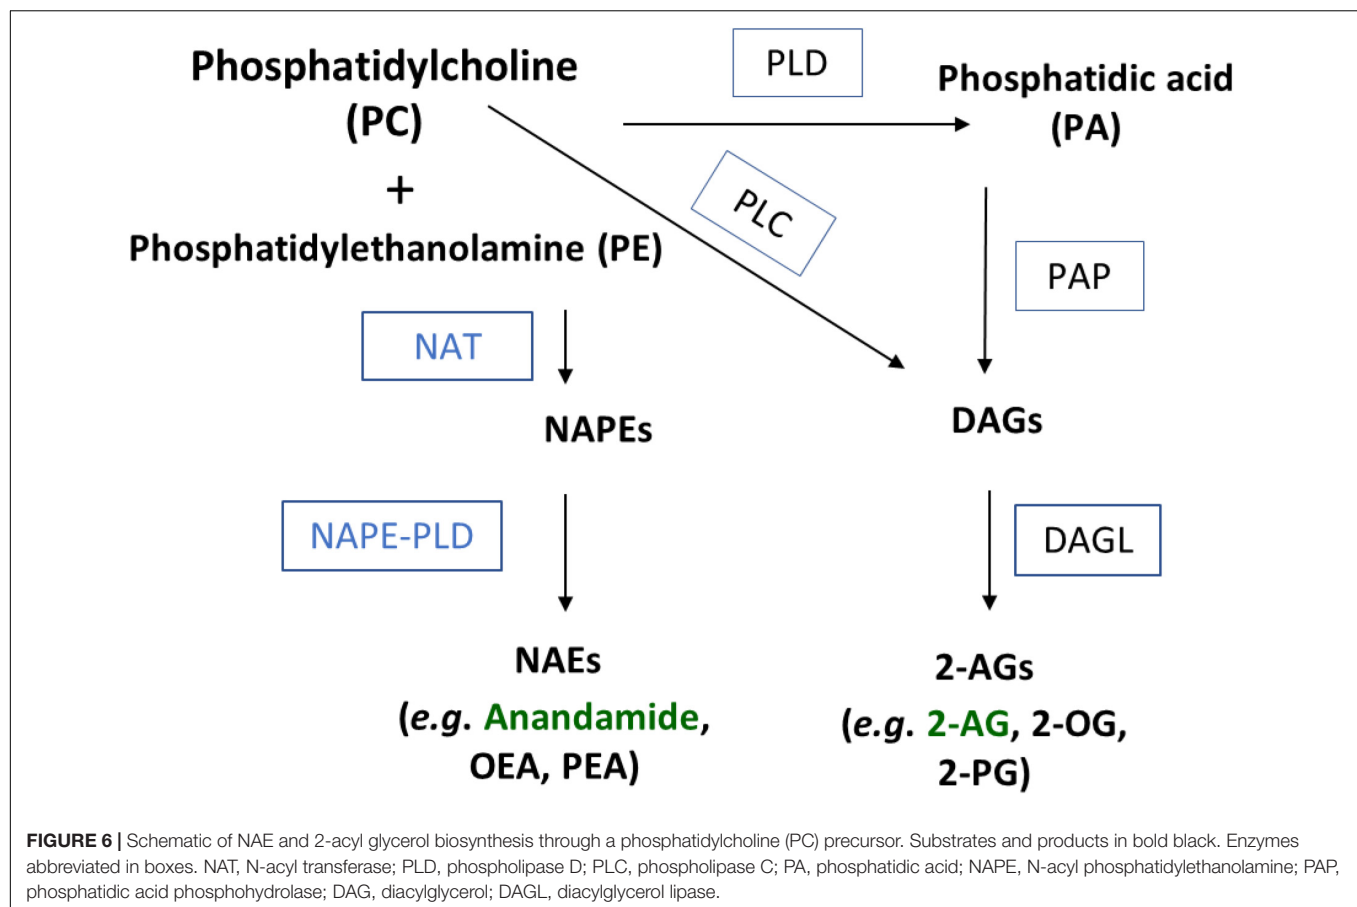 Phosphatidylcholine
(PC)
+
Phosphatidylethanolamine (PE)
PLD
Phosphatidic acid
(PA)
PLC
PAP
NAT
NAPEs
DAGs
NAPE-PLD
DAGL
NAEs
(e.g. Anandamide,
OEA, PEA)
2-AGs
(e.g. 2-AG, 2-OG,
2-PG)
FIGURE 6 | Schematic of NAE and 2-acyl glycerol biosynthesis through a phosphatidylcholine (PC) precursor. Substrates and products in bold black. Enzymes
abbreviated in boxes. NAT, N-acyl transferase; PLD, phospholipase D; PLC, phospholipase C; PA, phosphatidic acid; NAPE, N-acyl phosphatidylethanolamine; PAP,
phosphatidic acid phosphohydrolase; DAG, diacylglycerol; DAGL, diacylglycerol lipase.